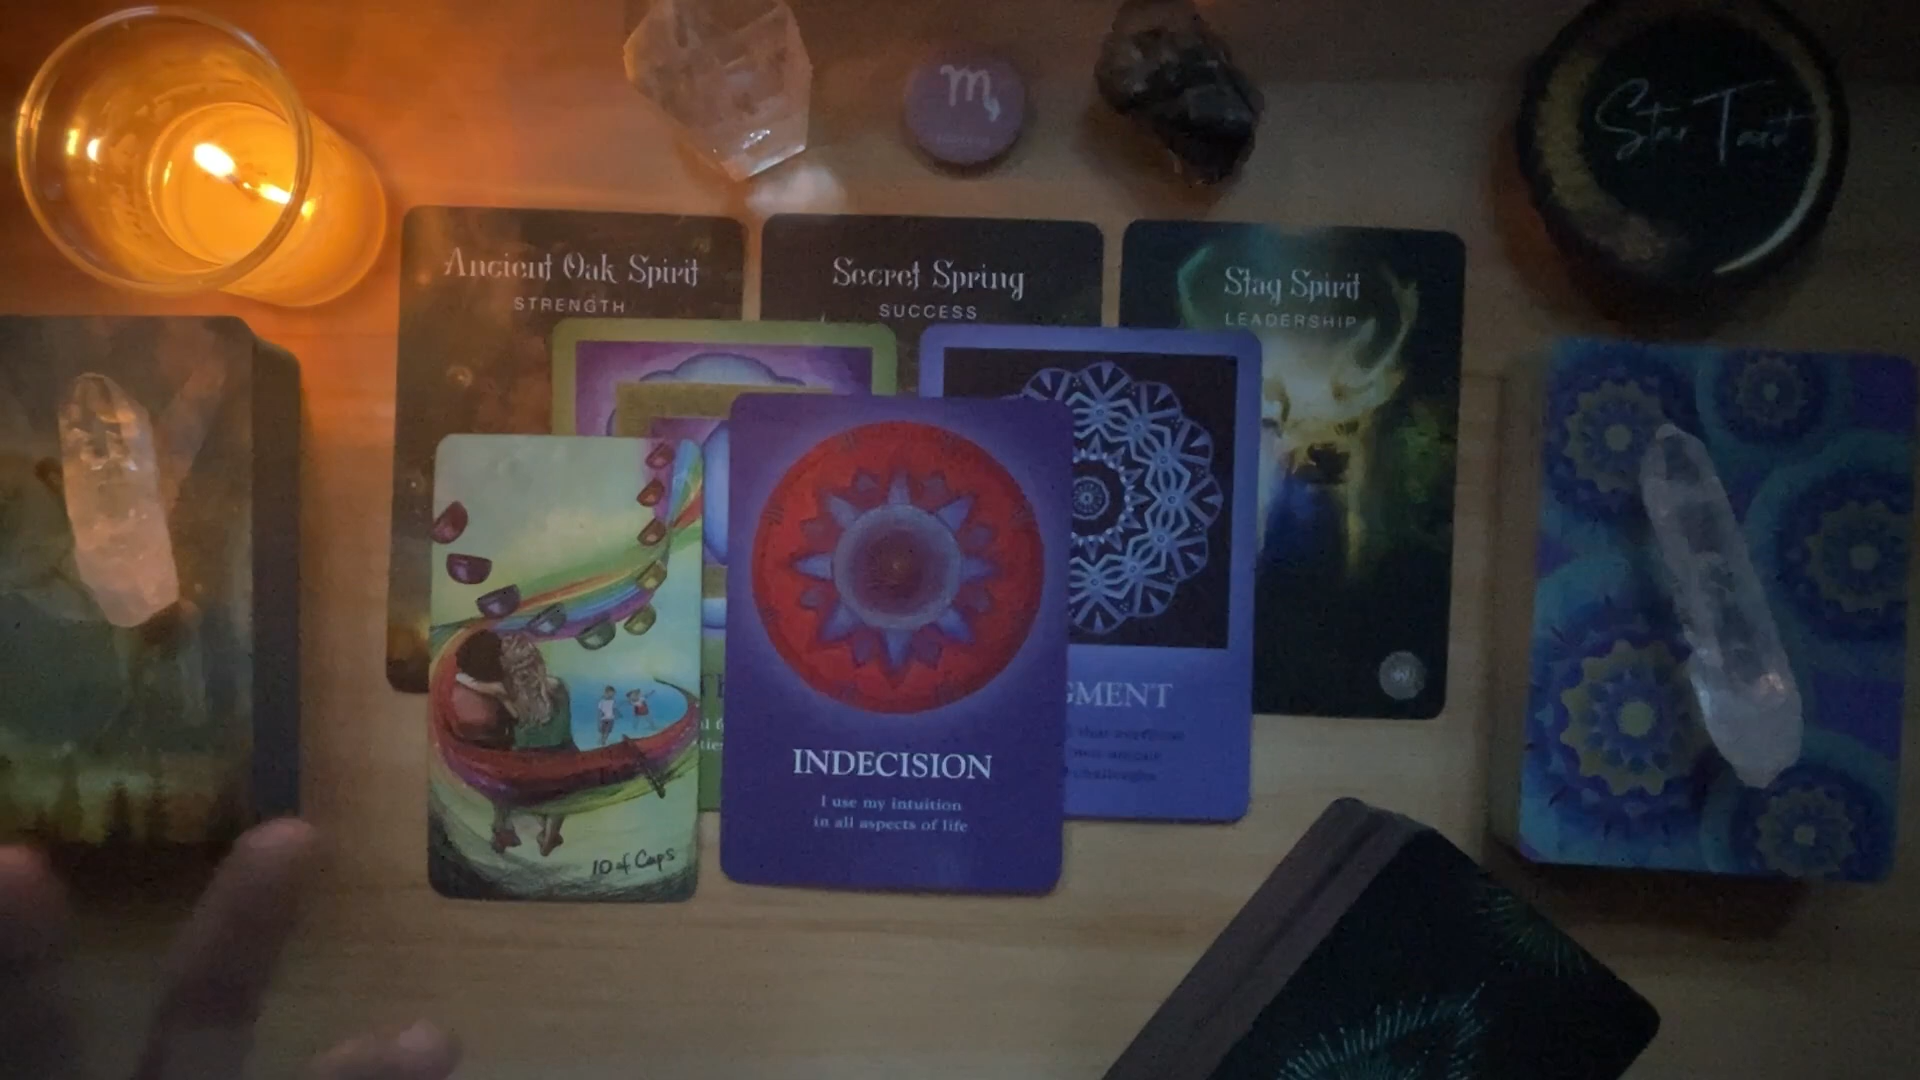 ♏
Star Tarot
Ancient Oak Spirit
STRENGTH
Secret Spring
SUCCESS
Stag Spirit
LEADERSHIP
GMENT
challenges
INDECISION
I use my intuition
in all aspects of life
10 of Cups